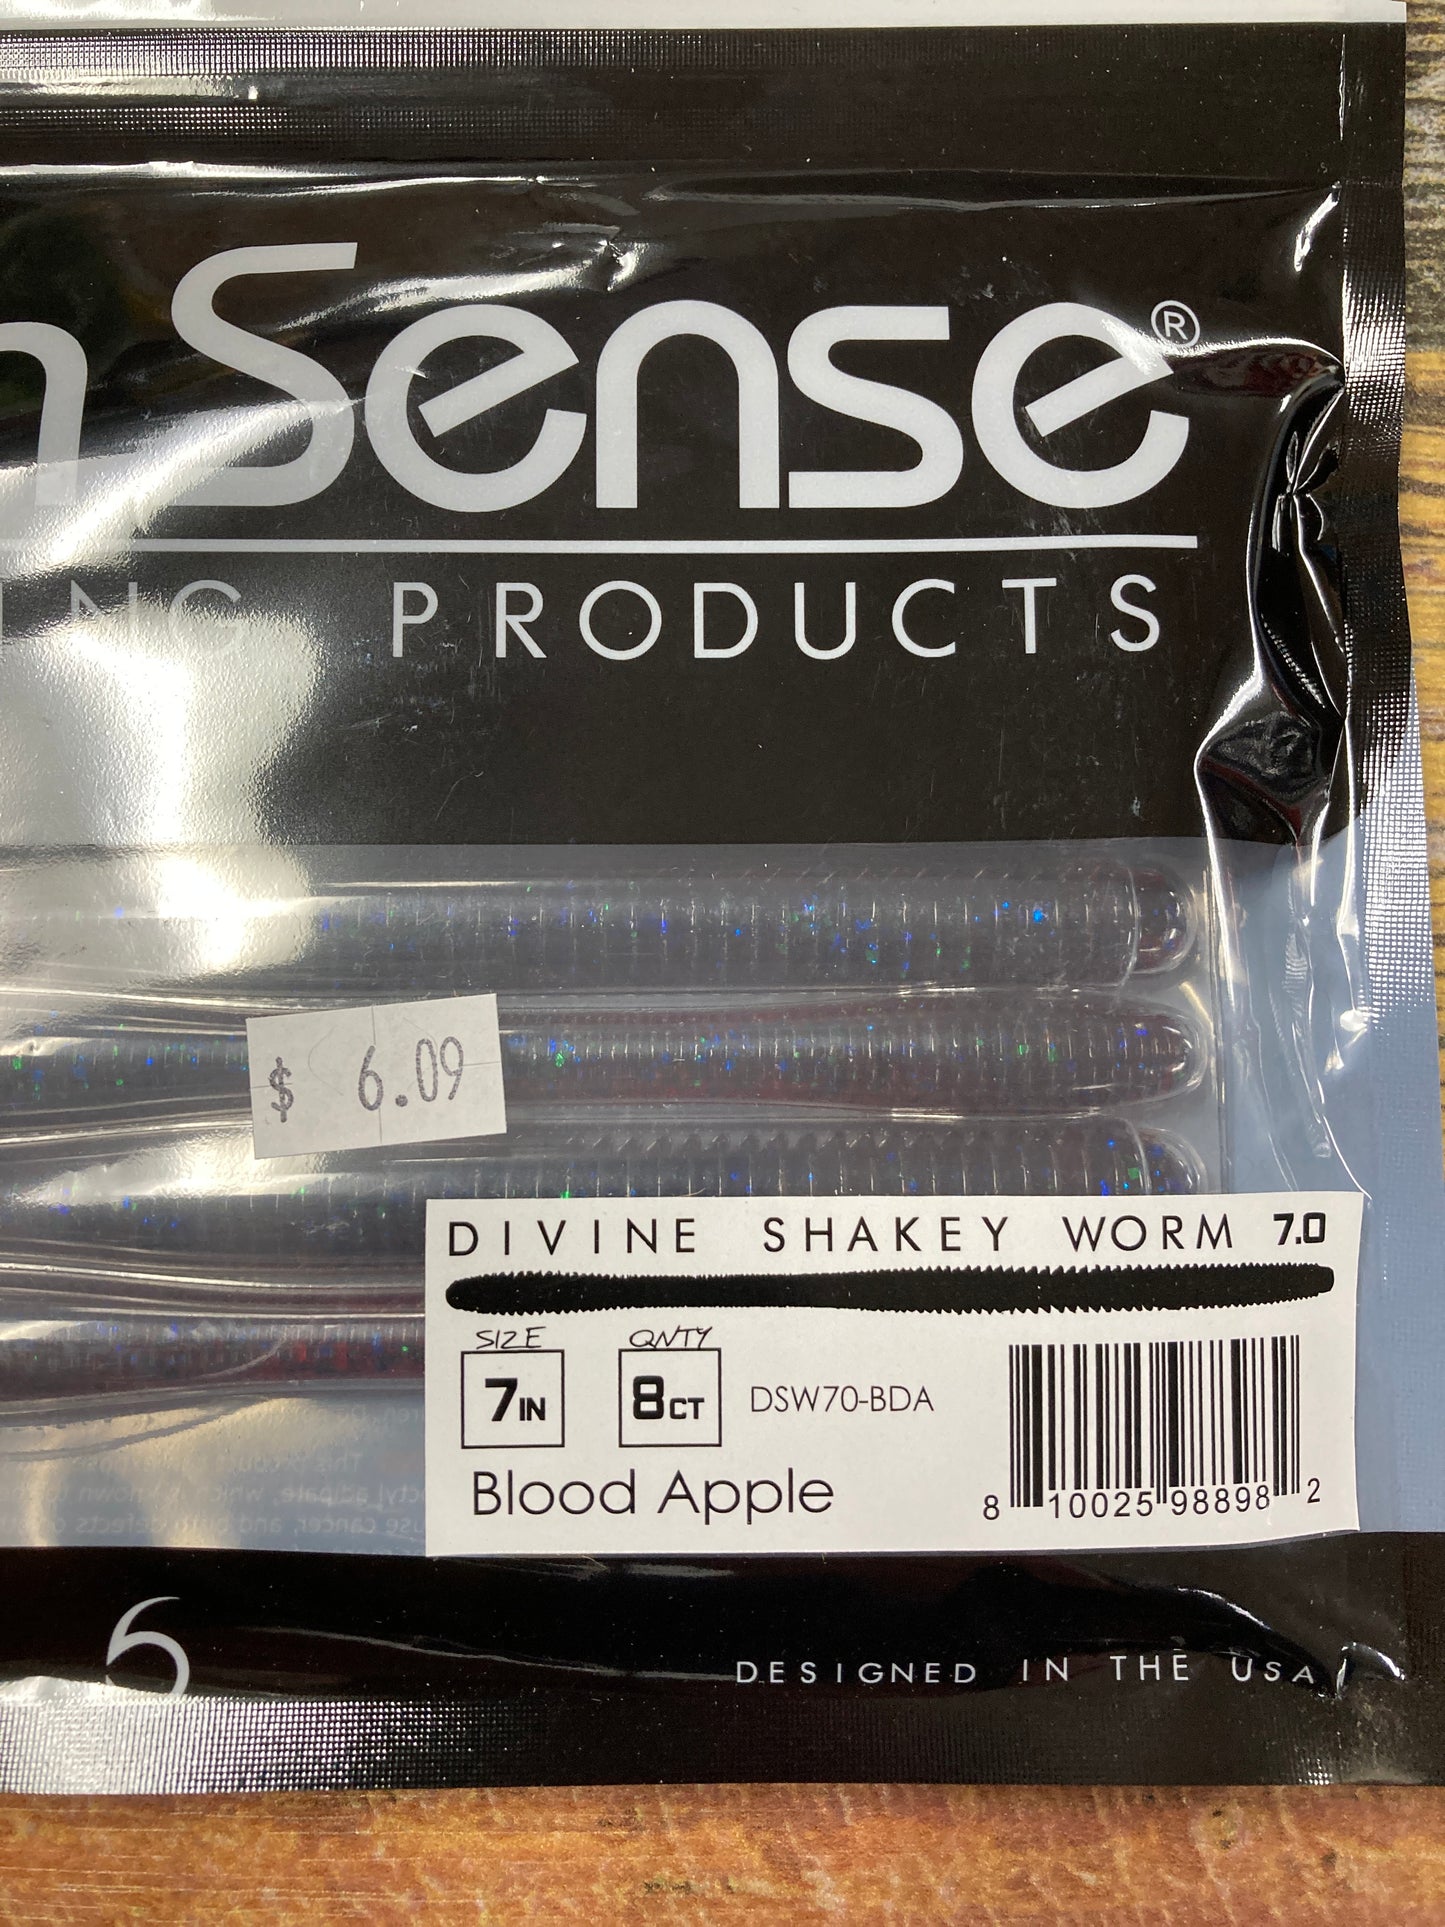 n Sense®
ING PRODUCTS
$ 6.09
DIVINE SHAKEY WORM 7.0
SIZE QNTY
7IN 8CT DSW70-BDA
Blood Apple
8 10025 98898 2
DESIGNED IN THE USA